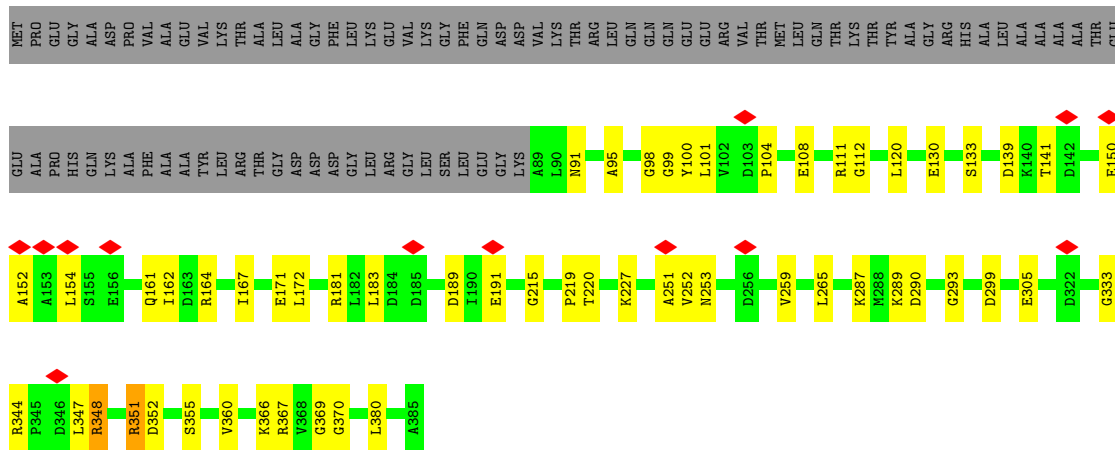 MET PRO GLU GLY ALA ASP PRO VAL ALA GLU VAL LYS THR ALA LEU ALA GLY PHE LEU LYS GLU VAL LYS GLY PHE GLN ASP ASP VAL LYS THR ARG LEU GLN GLN GLN GLU GLU ARG VAL THR MET LEU GLN THR LYS THR TYR ALA GLY ARG HIS ALA LEU ALA ALA ALA ALA THR GLU
GLU ALA PRO HIS GLN LYS ALA PHE ALA ALA TYR LEU ARG THR GLY ASP ASP ASP GLY LEU ARG GLY LEU SER LEU GLU GLY LYS A89 L90 N91 A95 G98 G99 Y100 L101 V102 D103 P104 E108 R111 G112 L120 E130 S133 D139 K140 T141 D142 E150
A152 A153 L154 S155 E156 Q161 I162 D163 R164 I167 E171 L172 R181 L182 L183 D184 D185 D189 I190 E191 G215 P219 T220 K227 A251 V252 N253 D256 V259 L265 K287 M288 K289 D290 G293 D299 E305 D322 G333
R344 P345 D346 L347 R348 R351 D352 S355 V360 K366 R367 V368 G369 G370 L380 A385